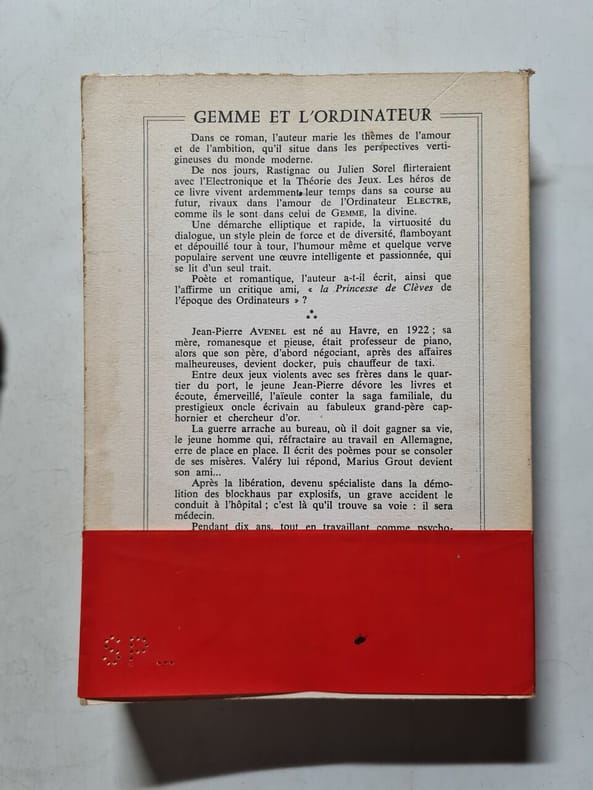 GEMME ET L'ORDINATEUR
Dans ce roman, l'auteur marie les thèmes de l'amour
et de l'ambition, qu'il situe dans les perspectives verti-
gineuses du monde moderne.
De nos jours, Rastignac ou Julien Sorel flirteraient
avec l'Electronique et la Théorie des Jeux. Les héros de
ce livre vivent ardemment leur temps dans sa course au
futur, rivaux dans l'amour de l'Ordinateur ELECTRE,
comme ils le sont dans celui de GEMME, la divine.
Une démarche elliptique et rapide, la virtuosité du
dialogue, un style plein de force et de diversité, flamboyant
et dépouillé tour à tour, l'humour même et quelque verve
populaire servent une œuvre intelligente et passionnée, qui
se lit d'un seul trait.
Poète et romantique, l'auteur a-t-il écrit, ainsi que
l'affirme un critique ami, « la Princesse de Clèves de
l'époque des Ordinateurs » ?
Jean-Pierre AVENEL est né au Havre, en 1922 ; sa
mère, romanesque et pieuse, était professeur de piano,
alors que son père, d'abord négociant, après des affaires
malheureuses, devient docker, puis chauffeur de taxi.
Entre deux jeux violents avec ses frères dans le quar-
tier du port, le jeune Jean-Pierre dévore les livres et
écoute, émerveillé, l'aïeule conter la saga familiale, du
prestigieux oncle écrivain au fabuleux grand-père cap-
hornier et chercheur d'or.
La guerre arrache au bureau, où il doit gagner sa vie,
le jeune homme qui, réfractaire au travail en Allemagne,
erre de place en place. Il écrit des poèmes pour se consoler
de ses misères. Valéry lui répond, Marius Grout devient
son ami...
Après la libération, devenu spécialiste dans la démo-
lition des blockhaus par explosifs, un grave accident le
conduit à l'hôpital ; c'est là qu'il trouve sa voie : il sera
médecin.
Pendant dix ans, tout en travaillant comme psycho-
SP...